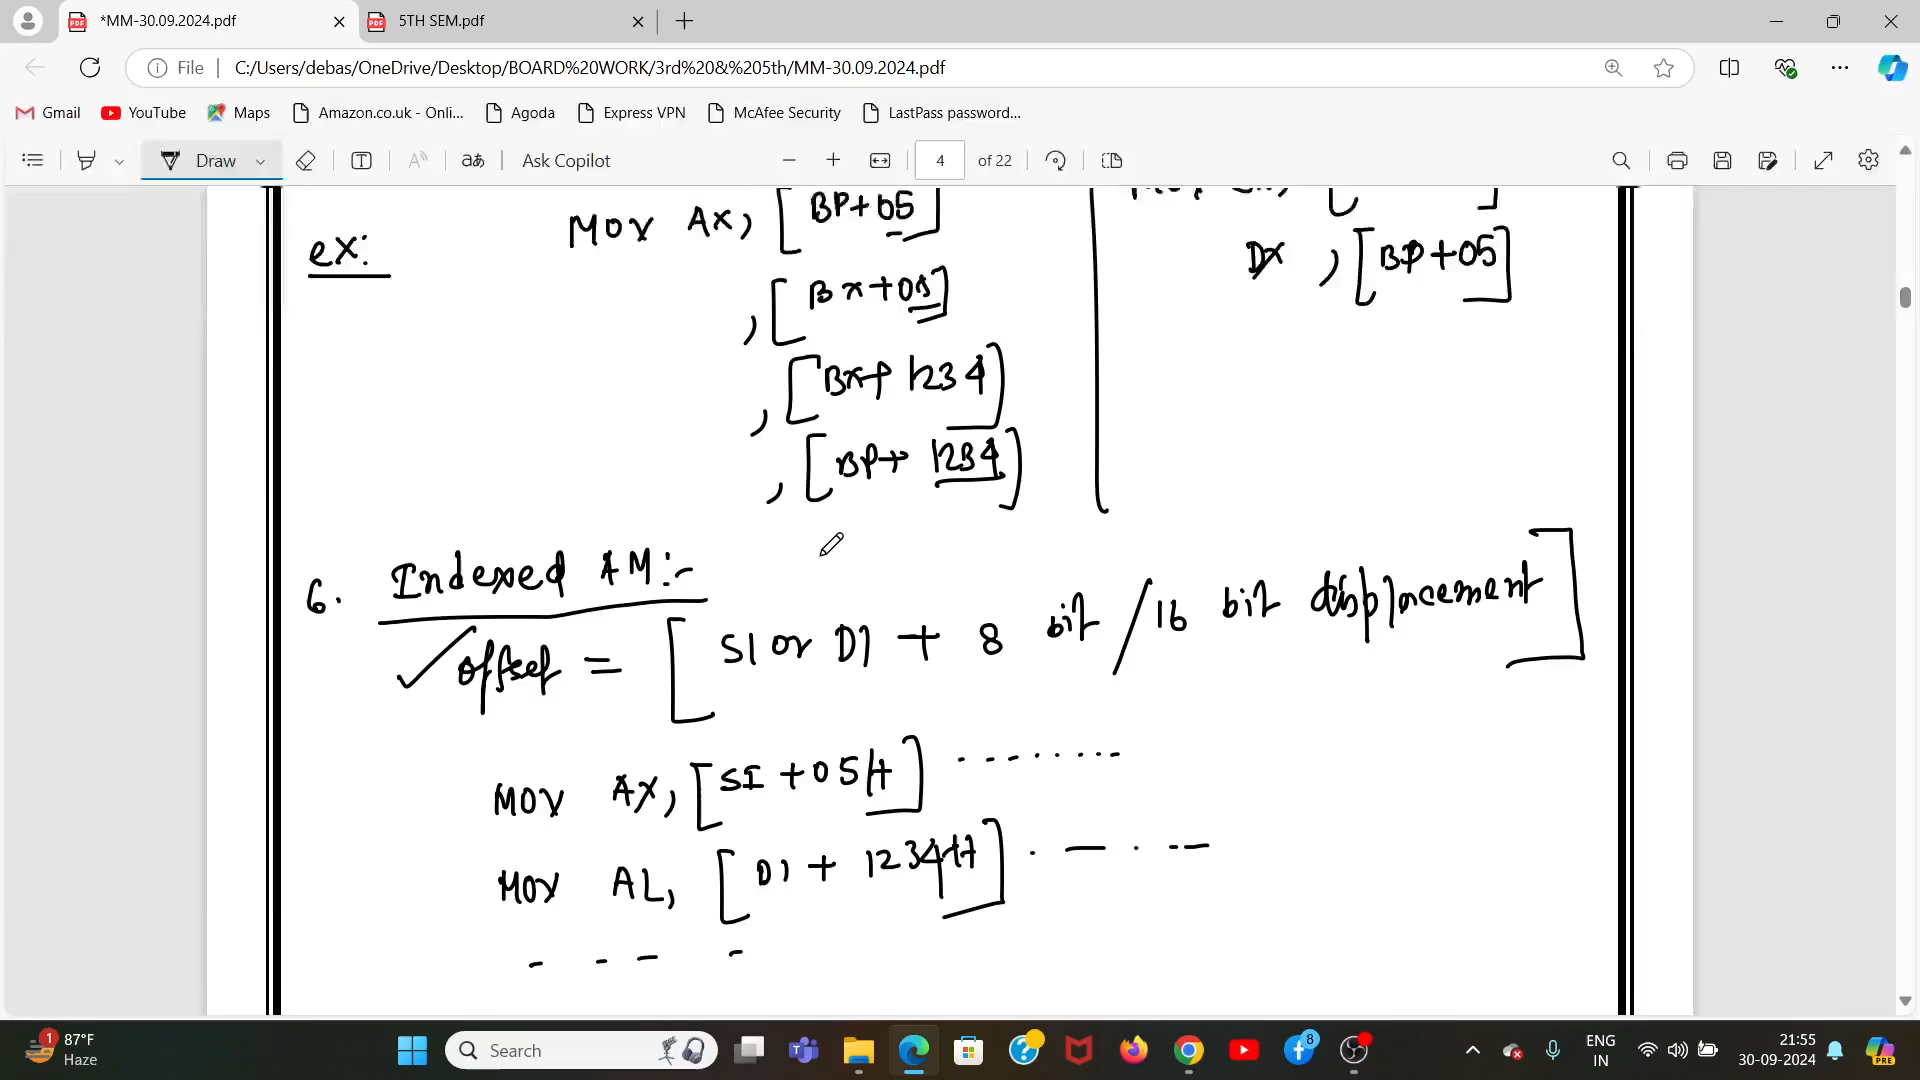 *MM-30.09.2024.pdf
5TH SEM.pdf
File
C:/Users/debas/OneDrive/Desktop/BOARD%20WORK/3rd%20&%205th/MM-30.09.2024.pdf
Gmail
YouTube
Maps
Amazon.co.uk - Onli...
Agoda
Express VPN
McAfee Security
LastPass password...
Draw
Ask Copilot
4 of 22
ex:
MOV AX, [BP+05]
, [BX+05]
, [BX+1234]
, [BP+1234]
DX , [BP+05]
6. Indexed AM:-
✓ offset = [SI or DI + 8 bit / 16 bit displacement]
MOV AX, [SI + 05H] ........
MOV AL, [DI + 1234H] . — . --
- - - -
87°F
Haze
Search
PRE
8
1
ENG
IN
21:55
30-09-2024